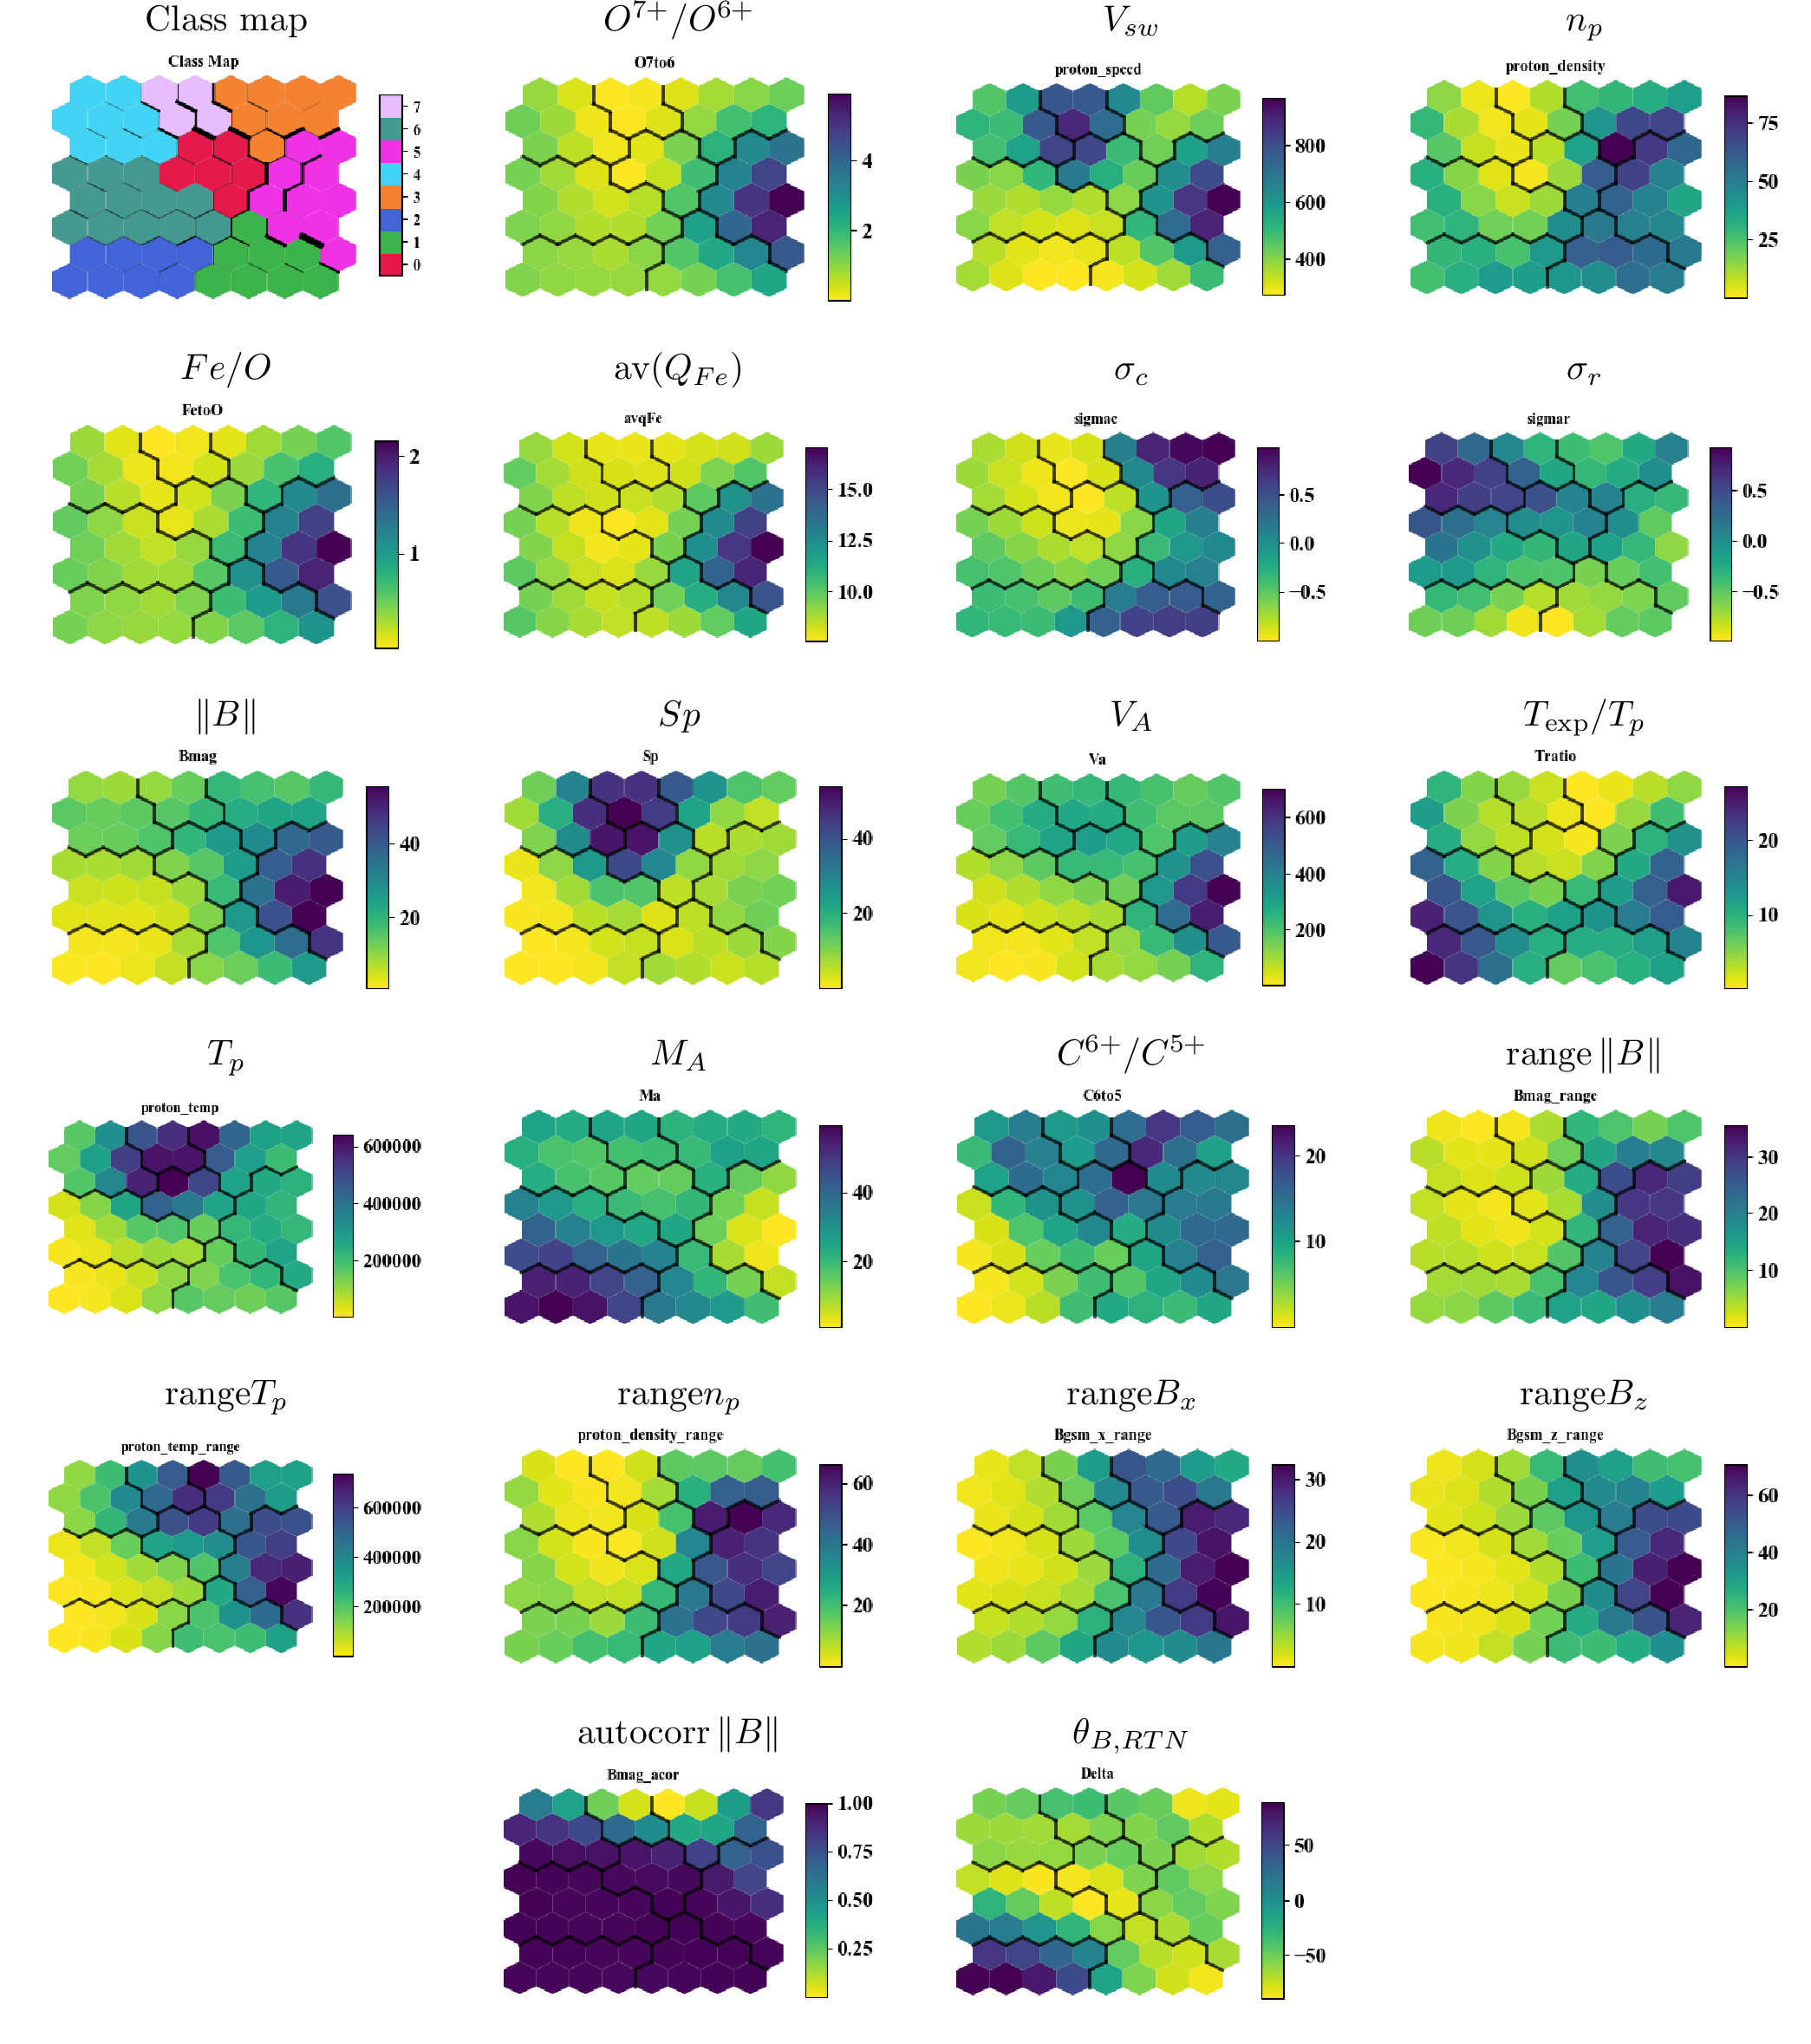 Class map
Class Map
7
6
5
4
3
2
1
0
O^{7+}/O^{6+}
O7to6
4
2
V_{sw}
proton_speed
800
600
400
n_p
proton_density
75
50
25
Fe/O
FetoO
2
1
av(Q_{Fe})
avqFe
15.0
12.5
10.0
σ_c
sigmac
0.5
0.0
−0.5
σ_r
sigmar
0.5
0.0
−0.5
‖B‖
Bmag
40
20
Sp
Sp
40
20
V_A
Va
600
400
200
T_{exp}/T_p
Tratio
20
10
T_p
proton_temp
600000
400000
200000
M_A
Ma
40
20
C^{6+}/C^{5+}
C6to5
20
10
range ‖B‖
Bmag_range
30
20
10
rangeT_p
proton_temp_range
600000
400000
200000
rangen_p
proton_density_range
60
40
20
rangeB_x
Bgsm_x_range
30
20
10
rangeB_z
Bgsm_z_range
60
40
20
autocorr ‖B‖
Bmag_acor
1.00
0.75
0.50
0.25
θ_{B,RTN}
Delta
50
0
−50